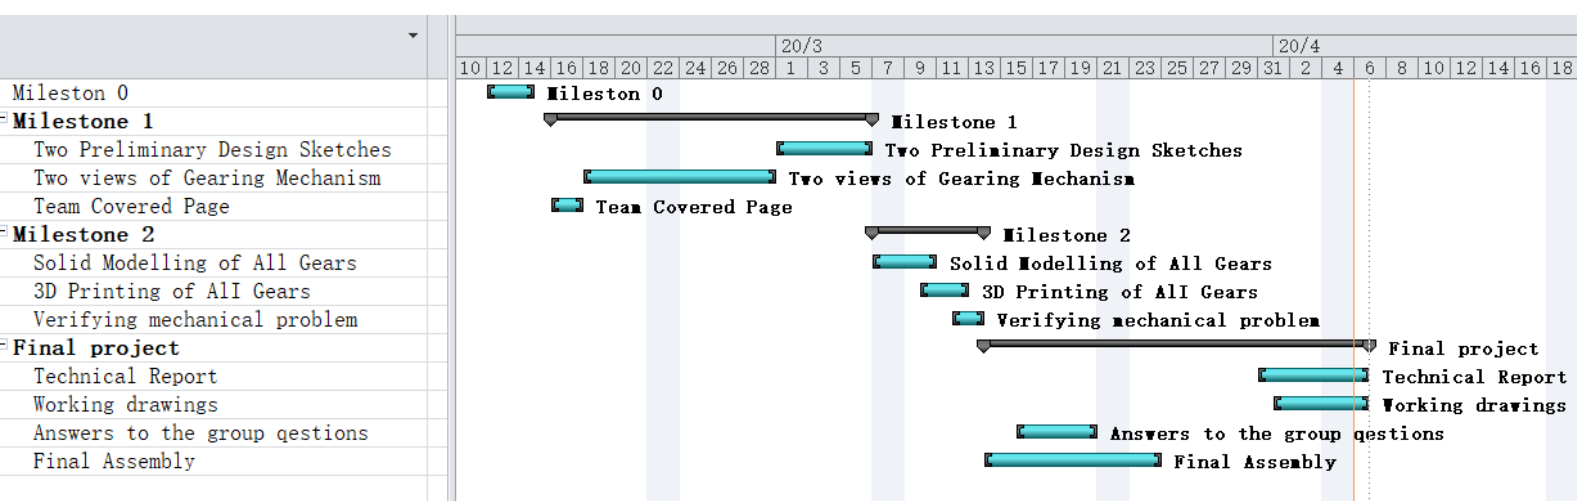 20/3 20/4
10 12 14 16 18 20 22 24 26 28 1 3 5 7 9 11 13 15 17 19 21 23 25 27 29 31 2 4 6 8 10 12 14 16 18
Mileston 0 Mileston 0
Milestone 1 Milestone 1
Two Preliminary Design Sketches Two Preliminary Design Sketches
Two views of Gearing Mechanism Two views of Gearing Mechanism
Team Covered Page Team Covered Page
Milestone 2 Milestone 2
Solid Modelling of All Gears Solid Modelling of All Gears
3D Printing of AlI Gears 3D Printing of AlI Gears
Verifying mechanical problem Verifying mechanical problem
Final project Final project
Technical Report Technical Report
Working drawings Working drawings
Answers to the group qestions Answers to the group qestions
Final Assembly Final Assembly